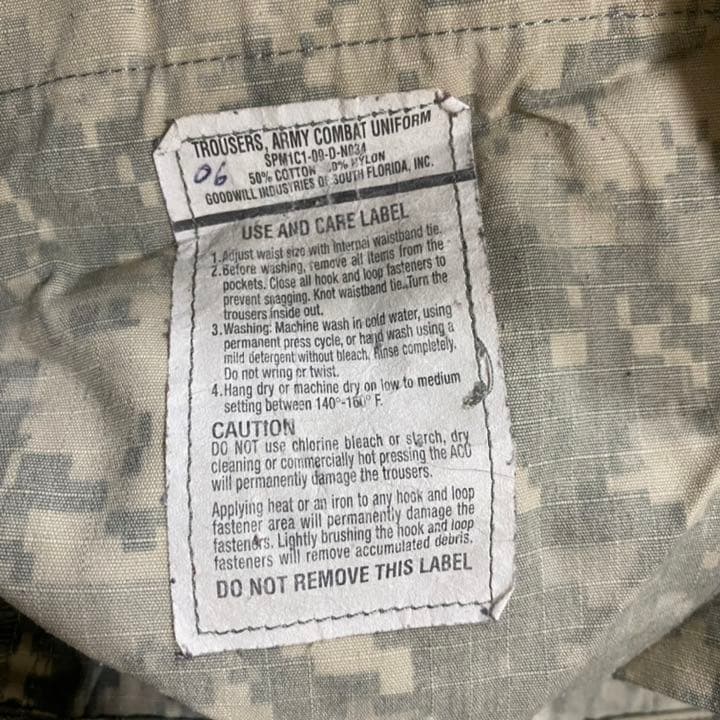 TROUSERS, ARMY COMBAT UNIFORM
SPM1C1-09-D-N034
06 50% COTTON 50% NYLON
GOODWILL INDUSTRIES OF SOUTH FLORIDA, INC.
USE AND CARE LABEL
1.Adjust waist size with internal waistband tie.
2.Before washing, remove all items from the
pockets. Close all hook and loop fasteners to
prevent snagging. Knot waistband tie. Turn the
trousers inside out.
3.Washing: Machine wash in cold water, using
permanent press cycle, or hand wash using a
mild detergent without bleach. Rinse completely.
Do not wring or twist.
4.Hang dry or machine dry on low to medium
setting between 140°-160° F.
CAUTION
DO NOT use chlorine bleach or starch, dry
cleaning or commercially hot pressing the ACU
will permanently damage the trousers.
Applying heat or an iron to any hook and loop
fastener area will permanently damage the
fasteners. Lightly brushing the hook and loop
fasteners will remove accumulated debris.
DO NOT REMOVE THIS LABEL